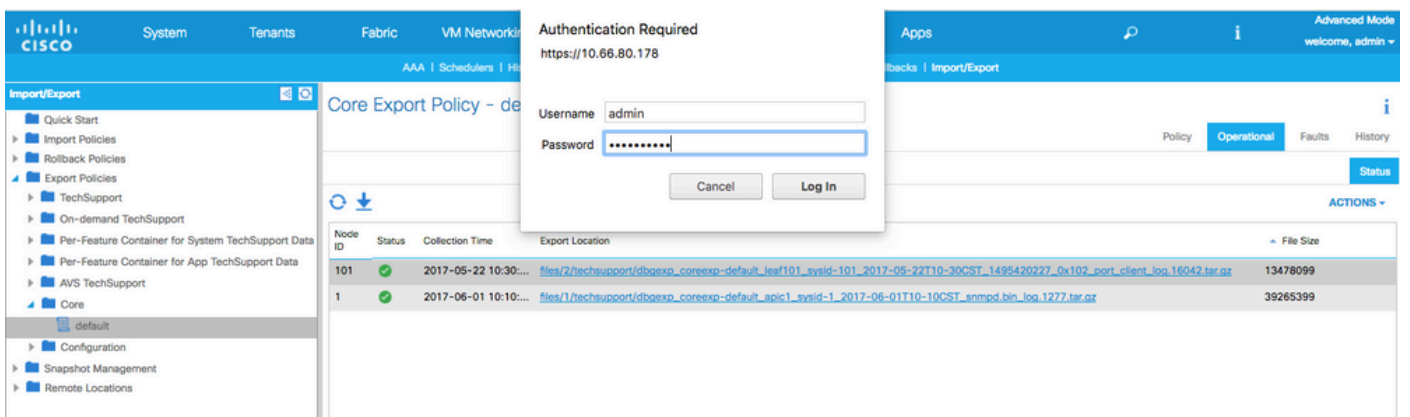 CISCO
System
Tenants
Fabric
VM Networkin
Apps
i
Advanced Mode
welcome, admin
AAA | Schedulers | Hi
llbacks | Import/Export
Authentication Required
https://10.66.80.178
Username admin
Password ••••••••••
Cancel
Log In
Import/Export
Quick Start
Import Policies
Rollback Policies
Export Policies
TechSupport
On-demand TechSupport
Per-Feature Container for System TechSupport Data
Per-Feature Container for App TechSupport Data
AVS TechSupport
Core
default
Configuration
Snapshot Management
Remote Locations
Core Export Policy - de
i
Policy
Operational
Faults
History
Status
ACTIONS
Node ID
Status
Collection Time
Export Location
File Size
101 2017-05-22 10:30:... files/2/techsupport/dbgexp_coreexp-default_leaf101_sysid-101_2017-05-22T10-30CST_1495420227_0x102_port_client_log.16042.tar.gz 13478099
1 2017-06-01 10:10:... files/1/techsupport/dbgexp_coreexp-default_apic1_sysid-1_2017-06-01T10-10CST_snmpd.bin_log.1277.tar.gz 39265399